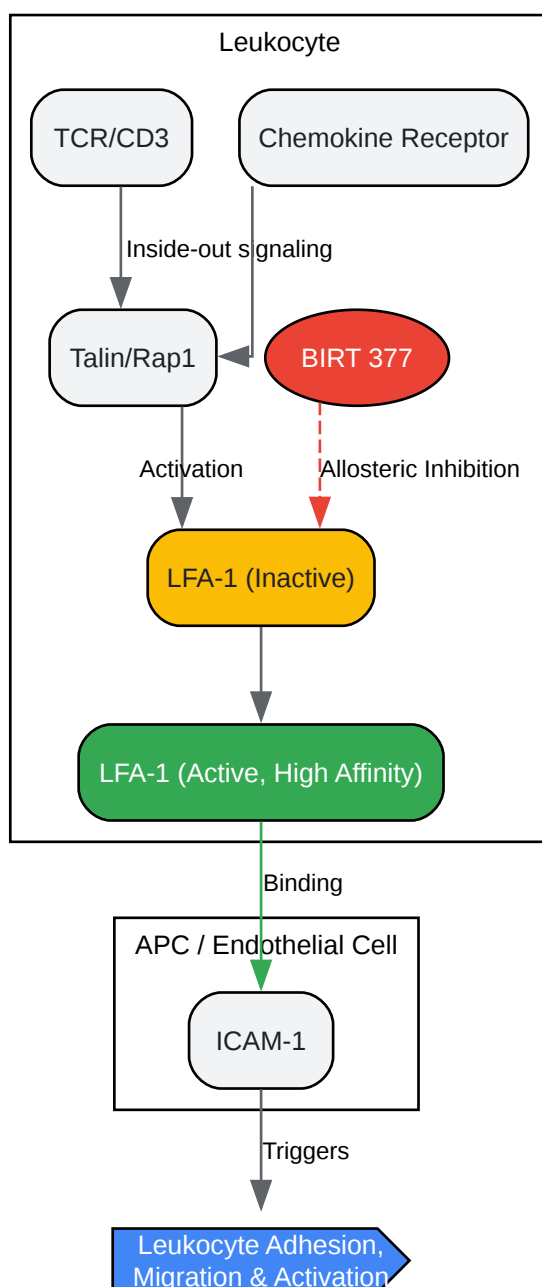 Leukocyte
TCR/CD3
Chemokine Receptor
Inside-out signaling
Talin/Rap1
BIRT 377
Activation
Allosteric Inhibition
LFA-1 (Inactive)
LFA-1 (Active, High Affinity)
Binding
APC / Endothelial Cell
ICAM-1
Triggers
Leukocyte Adhesion,
Migration & Activation